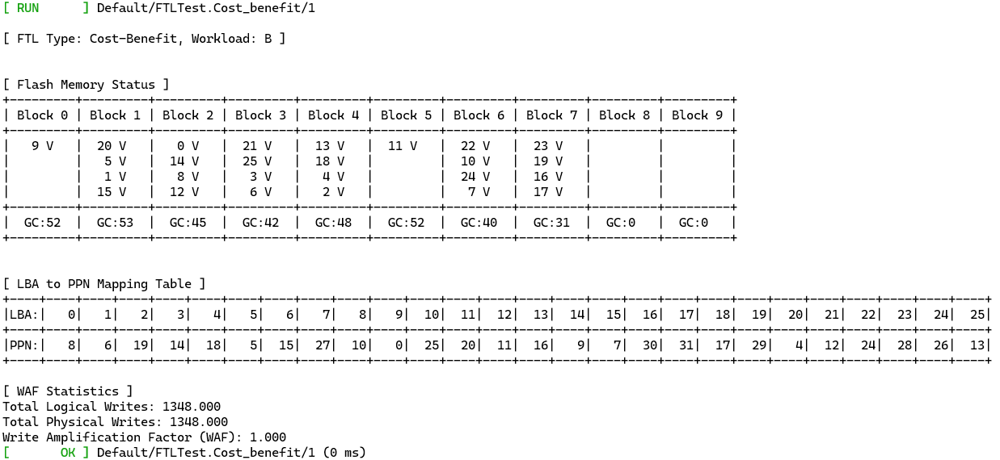 [ RUN      ] Default/FTLTest.Cost_benefit/1
[ FTL Type: Cost-Benefit, Workload: B ]
[ Flash Memory Status ]
+---------+---------+---------+---------+---------+---------+---------+---------+---------+---------+
| Block 0 | Block 1 | Block 2 | Block 3 | Block 4 | Block 5 | Block 6 | Block 7 | Block 8 | Block 9 |
+---------+---------+---------+---------+---------+---------+---------+---------+---------+---------+
|   9 V   |  20 V   |   0 V   |  21 V   |  13 V   |  11 V   |  22 V   |  23 V   |         |         |
|         |   5 V   |  14 V   |  25 V   |  18 V   |         |  10 V   |  19 V   |         |         |
|         |   1 V   |   8 V   |   3 V   |   4 V   |         |  24 V   |  16 V   |         |         |
|         |  15 V   |  12 V   |   6 V   |   2 V   |         |   7 V   |  17 V   |         |         |
+---------+---------+---------+---------+---------+---------+---------+---------+---------+---------+
|  GC:52  |  GC:53  |  GC:45  |  GC:42  |  GC:48  |  GC:52  |  GC:40  |  GC:31  |  GC:0   |  GC:0   |
+---------+---------+---------+---------+---------+---------+---------+---------+---------+---------+
[ LBA to PPN Mapping Table ]
+----+----+----+----+----+----+----+----+----+----+----+----+----+----+----+----+----+----+----+----+----+----+----+----+----+----+----+
|LBA:|   0|   1|   2|   3|   4|   5|   6|   7|   8|   9|  10|  11|  12|  13|  14|  15|  16|  17|  18|  19|  20|  21|  22|  23|  24|  25|
+----+----+----+----+----+----+----+----+----+----+----+----+----+----+----+----+----+----+----+----+----+----+----+----+----+----+----+
|PPN:|   8|   6|  19|  14|  18|   5|  15|  27|  10|   0|  25|  20|  11|  16|   9|   7|  30|  31|  17|  29|   4|  12|  24|  28|  26|  13|
+----+----+----+----+----+----+----+----+----+----+----+----+----+----+----+----+----+----+----+----+----+----+----+----+----+----+----+
[ WAF Statistics ]
Total Logical Writes: 1348.000
Total Physical Writes: 1348.000
Write Amplification Factor (WAF): 1.000
[       OK ] Default/FTLTest.Cost_benefit/1 (0 ms)